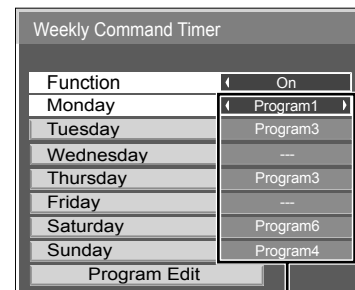 Weekly Command Timer
Function On
Monday Program1
Tuesday Program3
Wednesday ---
Thursday Program3
Friday ---
Saturday Program6
Sunday Program4
Program Edit